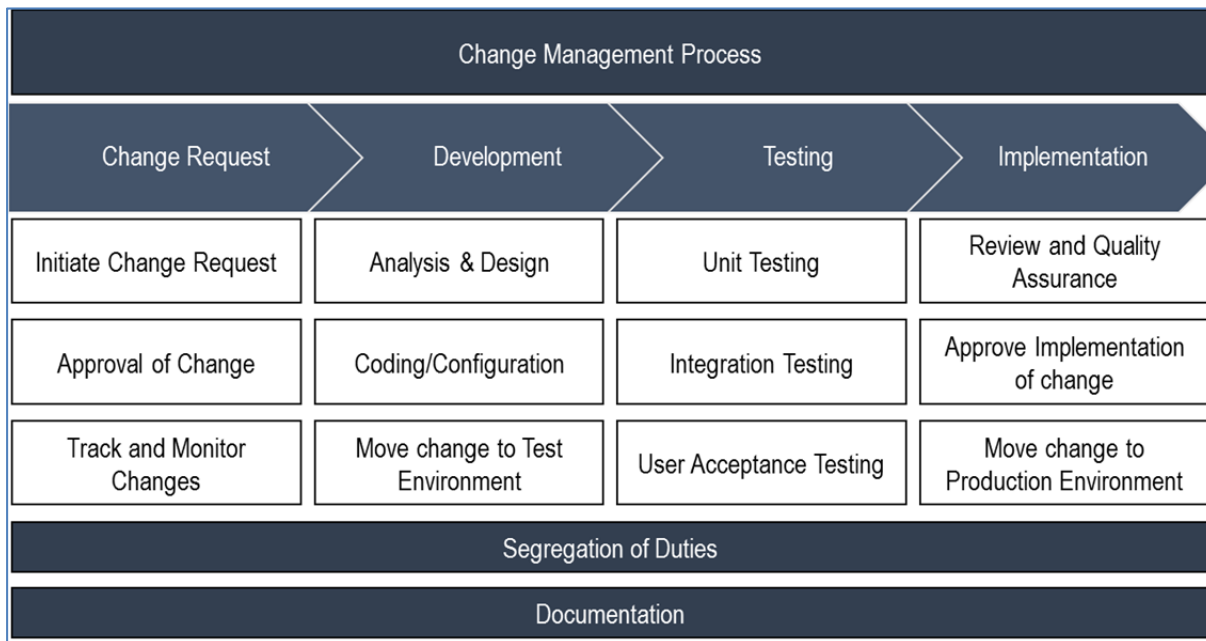 Change Management Process
Change Request
Development
Testing
Implementation
Initiate Change Request
Analysis & Design
Unit Testing
Review and Quality
Assurance
Approval of Change
Coding/Configuration
Integration Testing
Approve Implementation
of change
Track and Monitor
Changes
Move change to Test
Environment
User Acceptance Testing
Move change to
Production Environment
Segregation of Duties
Documentation